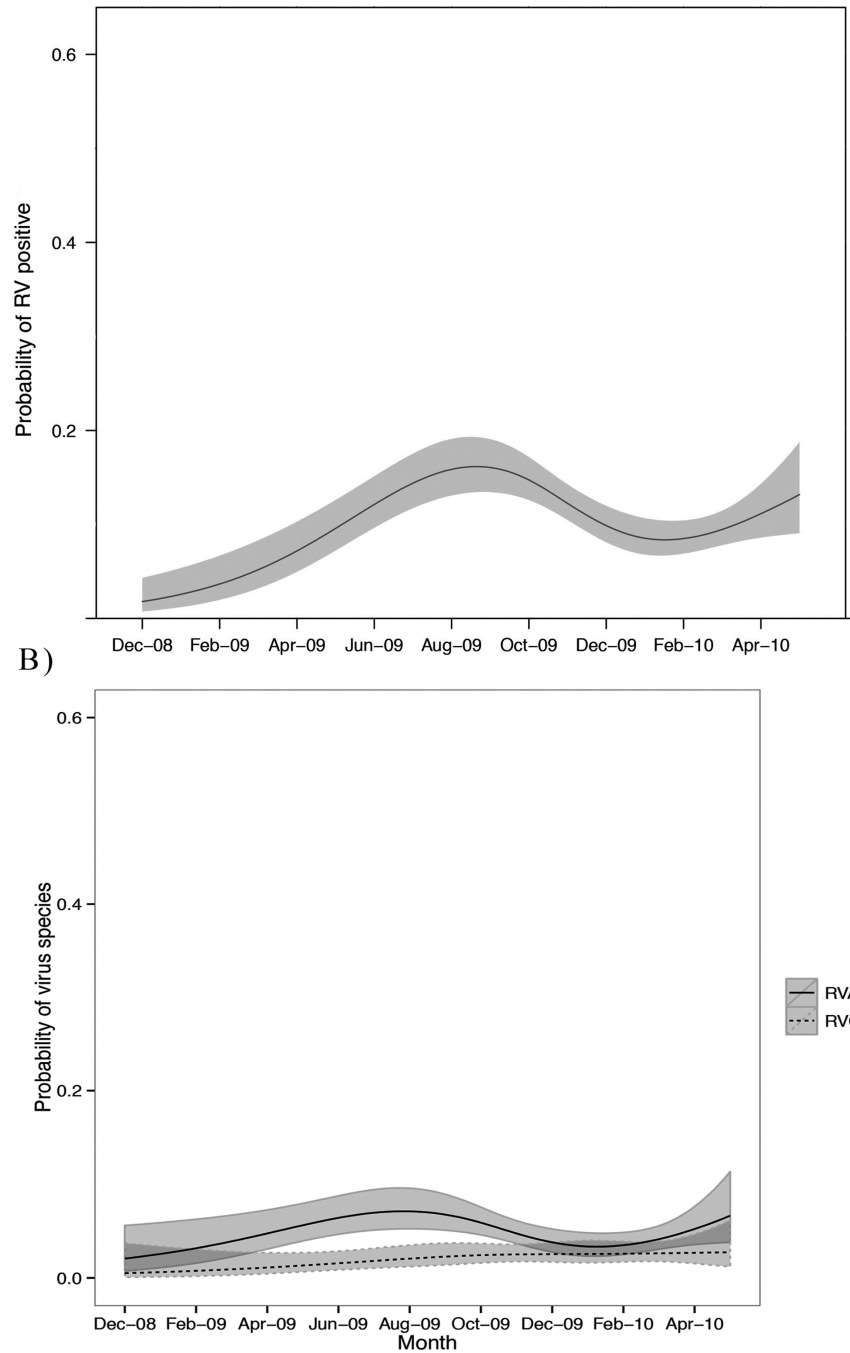 0.6
0.4
0.2
Probability of RV positive
Dec–08 Feb–09 Apr–09 Jun–09 Aug–09 Oct–09 Dec–09 Feb–10 Apr–10
B)
0.6
0.4
0.2
0.0
Probability of virus species
Dec–08 Feb–09 Apr–09 Jun–09 Aug–09 Oct–09 Dec–09 Feb–10 Apr–10
Month